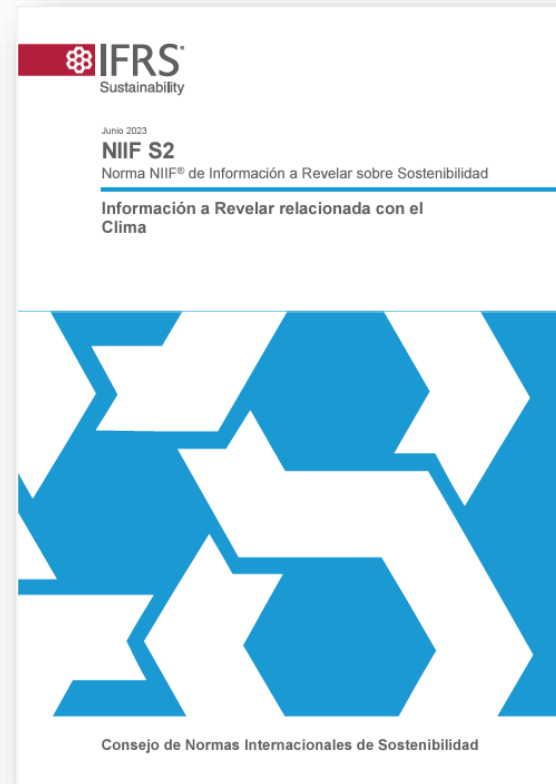 IFRS®
Sustainability
Junio 2023
NIIF S2
Norma NIIF® de Información a Revelar sobre Sostenibilidad
Información a Revelar relacionada con el
Clima
Consejo de Normas Internacionales de Sostenibilidad